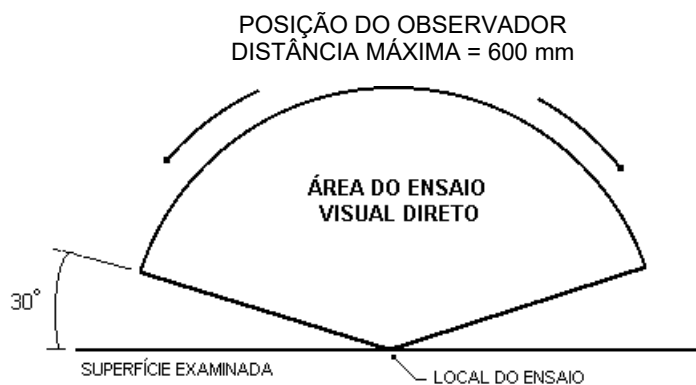 POSIÇÃO DO OBSERVADOR
DISTÂNCIA MÁXIMA = 600 mm
ÁREA DO ENSAIO
VISUAL DIRETO
30°
SUPERFÍCIE EXAMINADA
LOCAL DO ENSAIO